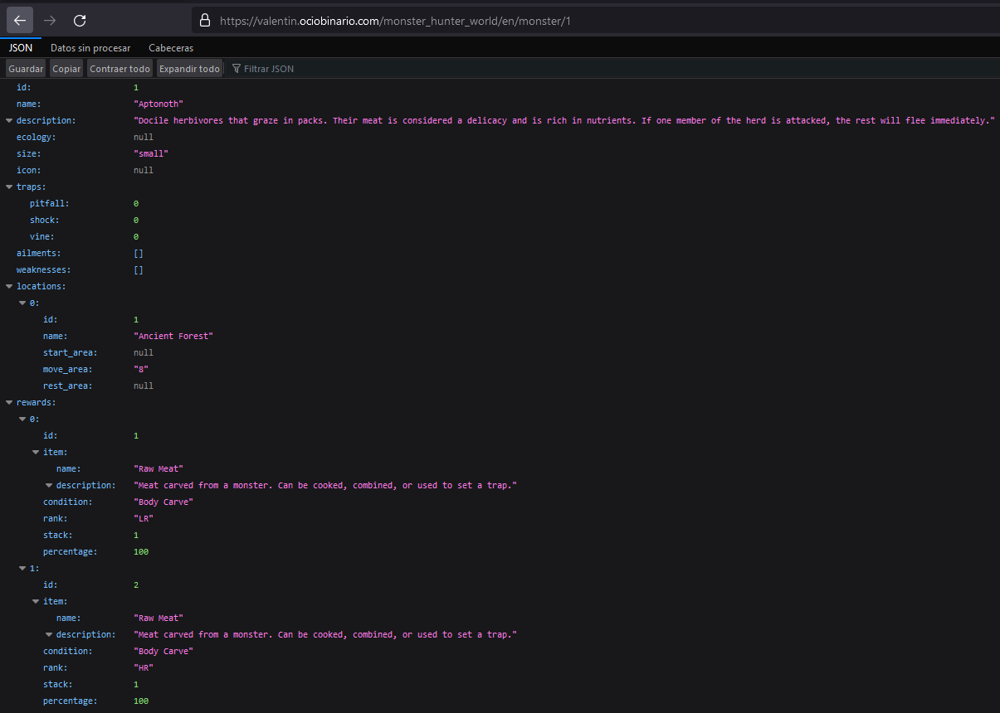 https://valentin.ociobinario.com/monster_hunter_world/en/monster/1
JSON Datos sin procesar Cabeceras
Guardar Copiar Contraer todo Expandir todo Filtrar JSON
id: 1
name: "Aptonoth"
description: "Docile herbivores that graze in packs. Their meat is considered a delicacy and is rich in nutrients. If one member of the herd is attacked, the rest will flee immediately."
ecology: null
size: "small"
icon: null
traps:
pitfall: 0
shock: 0
vine: 0
ailments: []
weaknesses: []
locations:
0:
id: 1
name: "Ancient Forest"
start_area: null
move_area: "8"
rest_area: null
rewards:
0:
id: 1
item:
name: "Raw Meat"
description: "Meat carved from a monster. Can be cooked, combined, or used to set a trap."
condition: "Body Carve"
rank: "LR"
stack: 1
percentage: 100
1:
id: 2
item:
name: "Raw Meat"
description: "Meat carved from a monster. Can be cooked, combined, or used to set a trap."
condition: "Body Carve"
rank: "HR"
stack: 1
percentage: 100